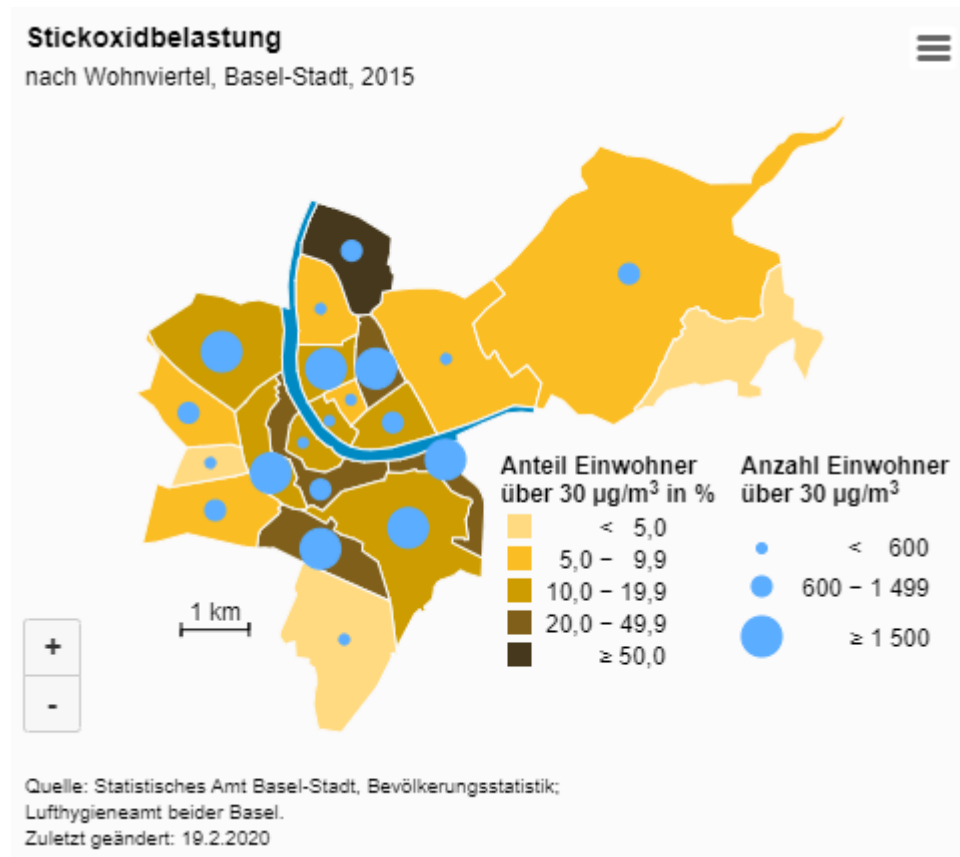 Stickoxidbelastung
nach Wohnviertel, Basel-Stadt, 2015
Anteil Einwohner
über 30 µg/m³ in %
< 5,0
5,0 – 9,9
10,0 – 19,9
20,0 – 49,9
≥ 50,0
Anzahl Einwohner
über 30 µg/m³
< 600
600 – 1 499
≥ 1 500
1 km
+
-
Quelle: Statistisches Amt Basel-Stadt, Bevölkerungsstatistik;
Lufthygieneamt beider Basel.
Zuletzt geändert: 19.2.2020